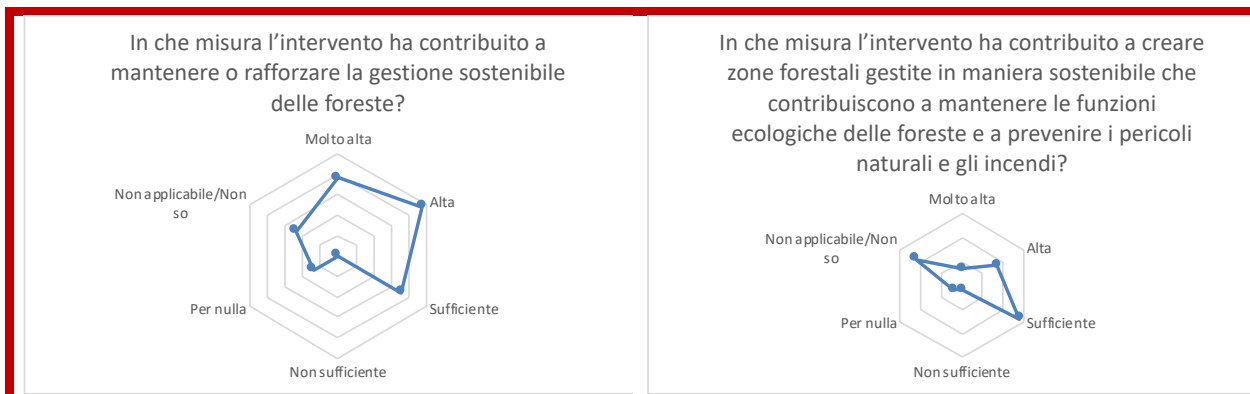 In che misura l’intervento ha contribuito a
mantenere o rafforzare la gestione sostenibile
delle foreste?
Molto alta
Non applicabile/Non
so
Alta
Per nulla
Sufficiente
Non sufficiente
In che misura l’intervento ha contribuito a creare
zone forestali gestite in maniera sostenibile che
contribuiscono a mantenere le funzioni
ecologiche delle foreste e a prevenire i pericoli
naturali e gli incendi?
Molto alta
Non applicabile/Non
so
Alta
Per nulla
Sufficiente
Non sufficiente